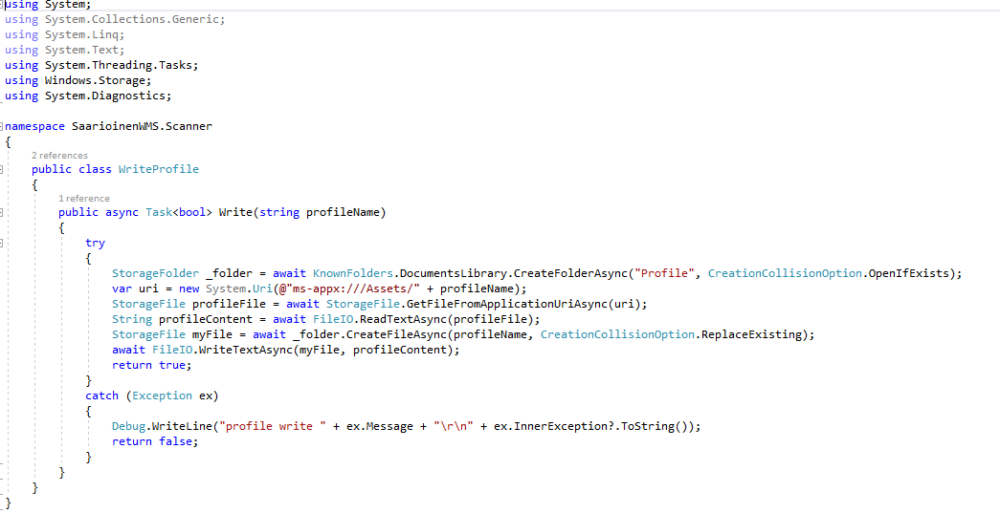 using System;
using System.Collections.Generic;
using System.Linq;
using System.Text;
using System.Threading.Tasks;
using Windows.Storage;
using System.Diagnostics;
namespace SaarioinenWMS.Scanner
{
2 references
public class WriteProfile
{
1 reference
public async Task<bool> Write(string profileName)
{
try
{
StorageFolder _folder = await KnownFolders.DocumentsLibrary.CreateFolderAsync("Profile", CreationCollisionOption.OpenIfExists);
var uri = new System.Uri(@"ms-appx:///Assets/" + profileName);
StorageFile profileFile = await StorageFile.GetFileFromApplicationUriAsync(uri);
String profileContent = await FileIO.ReadTextAsync(profileFile);
StorageFile myFile = await _folder.CreateFileAsync(profileName, CreationCollisionOption.ReplaceExisting);
await FileIO.WriteTextAsync(myFile, profileContent);
return true;
}
catch (Exception ex)
{
Debug.WriteLine("profile write " + ex.Message + "\r\n" + ex.InnerException?.ToString());
return false;
}
}
}
}